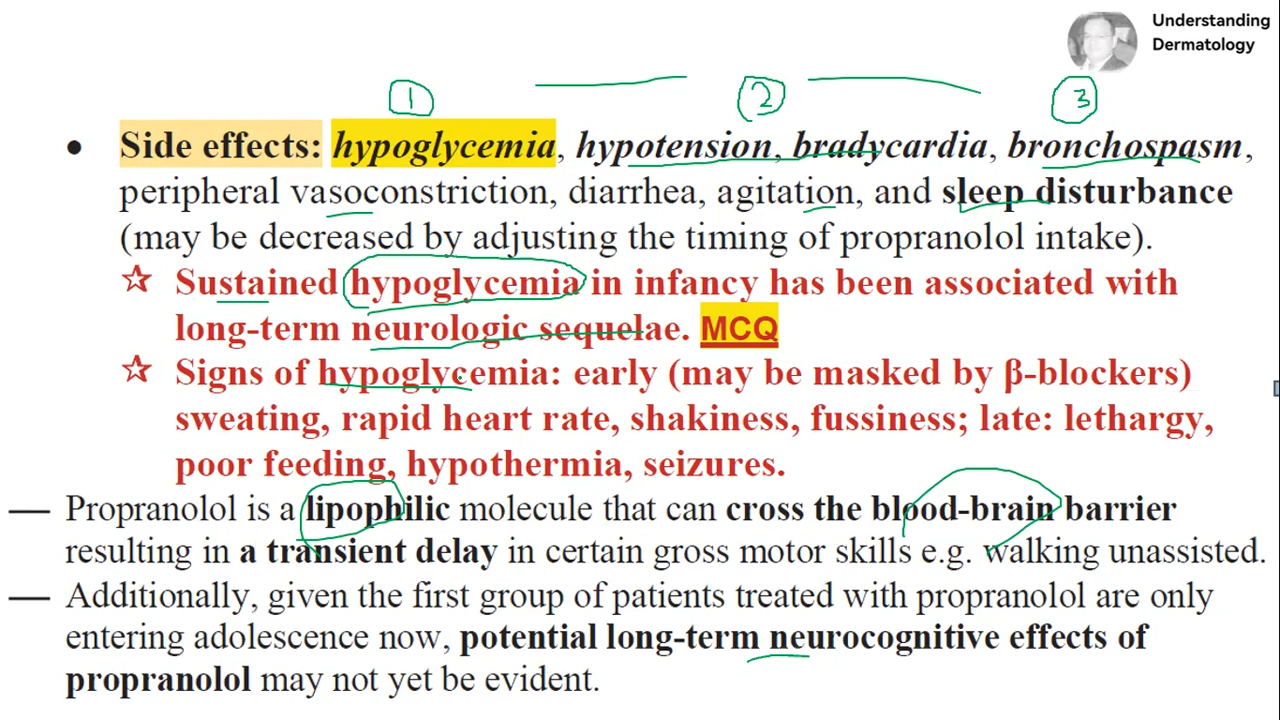 Understanding
Dermatology
1 2 3
• Side effects: hypoglycemia, hypotension, bradycardia, bronchospasm,
peripheral vasoconstriction, diarrhea, agitation, and sleep disturbance
(may be decreased by adjusting the timing of propranolol intake).
☆ Sustained hypoglycemia in infancy has been associated with
long-term neurologic sequelae. MCQ
☆ Signs of hypoglycemia: early (may be masked by β-blockers)
sweating, rapid heart rate, shakiness, fussiness; late: lethargy,
poor feeding, hypothermia, seizures.
— Propranolol is a lipophilic molecule that can cross the blood-brain barrier
resulting in a transient delay in certain gross motor skills e.g. walking unassisted.
— Additionally, given the first group of patients treated with propranolol are only
entering adolescence now, potential long-term neurocognitive effects of
propranolol may not yet be evident.